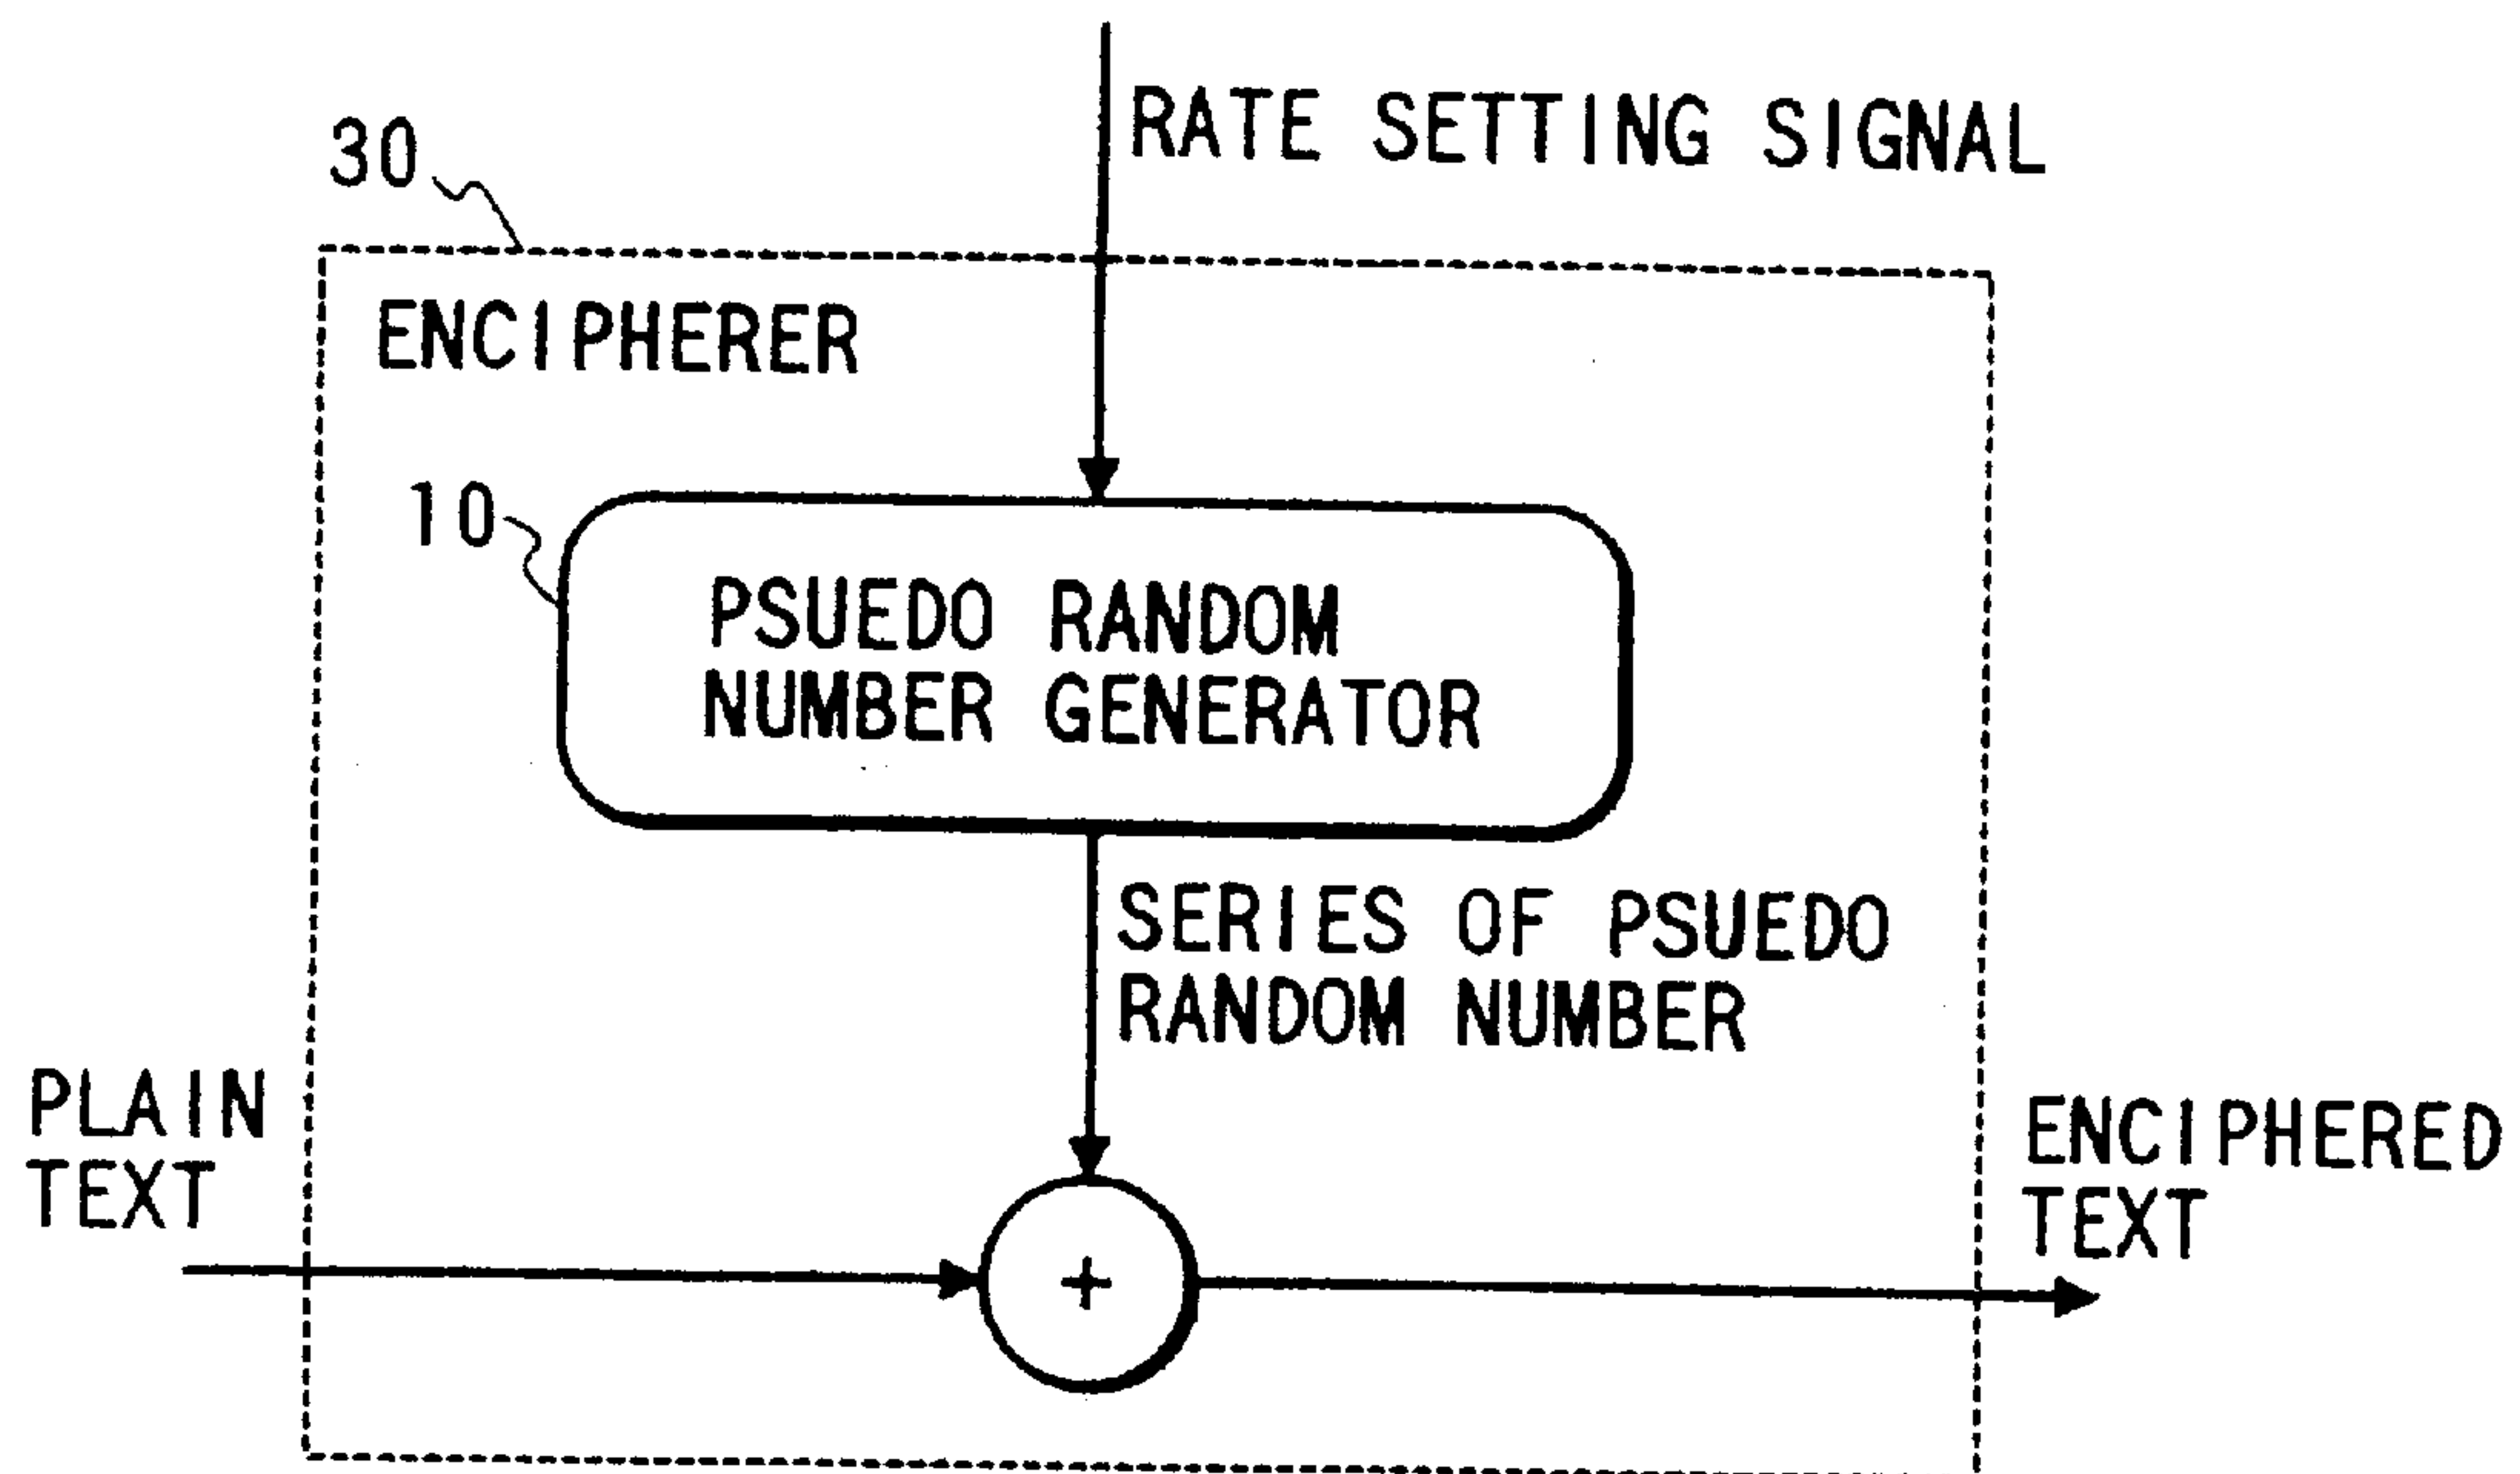 RATE SETTING SIGNAL
30
ENCIPHERER
10
PSUEDO RANDOM
NUMBER GENERATOR
SERIES OF PSUEDO
RANDOM NUMBER
PLAIN
TEXT
+
ENCIPHERED
TEXT